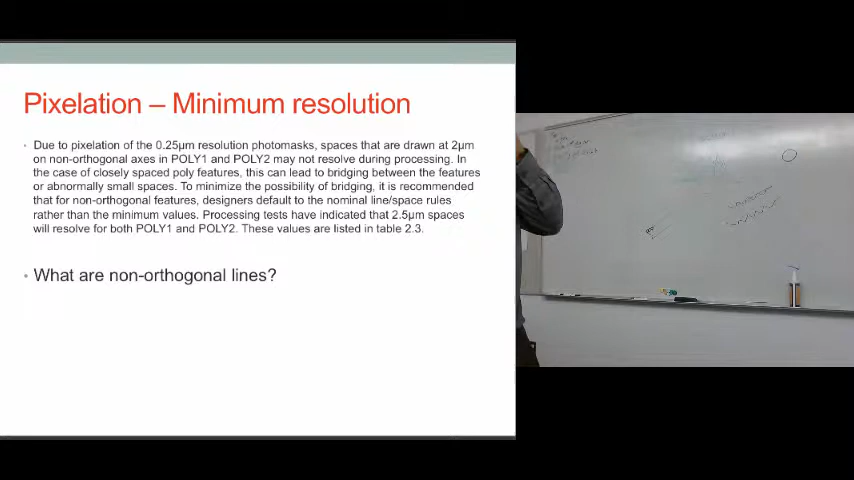 Pixelation – Minimum resolution
Due to pixelation of the 0.25µm resolution photomasks, spaces that are drawn at 2µm
on non-orthogonal axes in POLY1 and POLY2 may not resolve during processing. In
the case of closely spaced poly features, this can lead to bridging between the features
or abnormally small spaces. To minimize the possibility of bridging, it is recommended
that for non-orthogonal features, designers default to the nominal line/space rules
rather than the minimum values. Processing tests have indicated that 2.5µm spaces
will resolve for both POLY1 and POLY2. These values are listed in table 2.3.
What are non-orthogonal lines?